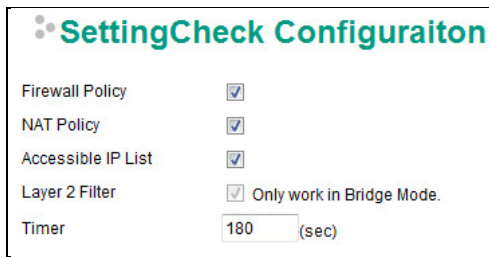 SettingCheck Configuraiton
Firewall Policy
NAT Policy
Accessible IP List
Layer 2 Filter Only work in Bridge Mode.
Timer 180 (sec)